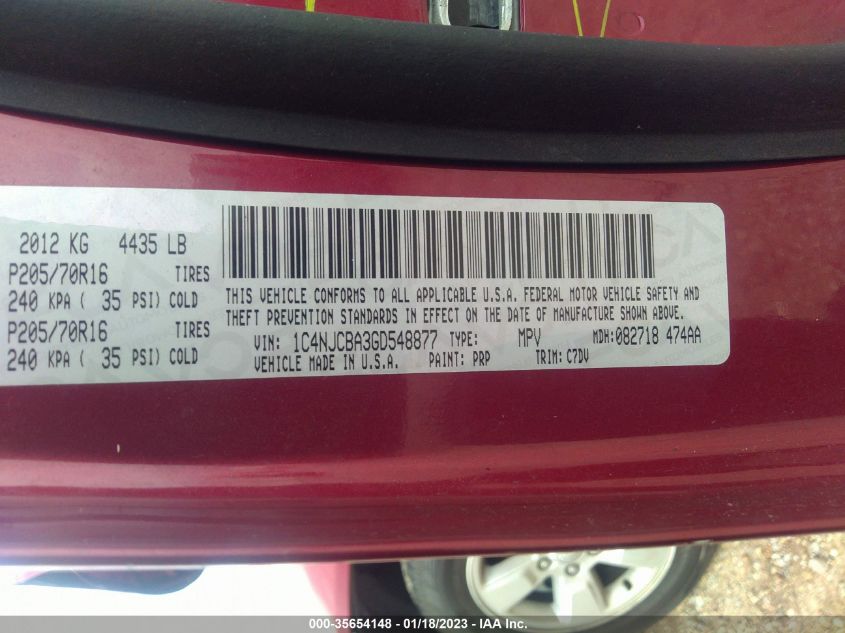 2012 KG 4435 LB
P205/70R16 TIRES
240 KPA ( 35 PSI) COLD
P205/70R16 TIRES
240 KPA ( 35 PSI) COLD
THIS VEHICLE CONFORMS TO ALL APPLICABLE U.S.A. FEDERAL MOTOR VEHICLE SAFETY AND
THEFT PREVENTION STANDARDS IN EFFECT ON THE DATE OF MANUFACTURE SHOWN ABOVE.
VIN: 1C4NJCBA3GD548877 TYPE: MPV MDH:082718 474AA
VEHICLE MADE IN U.S.A. PAINT: PRP TRIM: C7DV
000-35654148 - 01/18/2023 - IAA Inc.